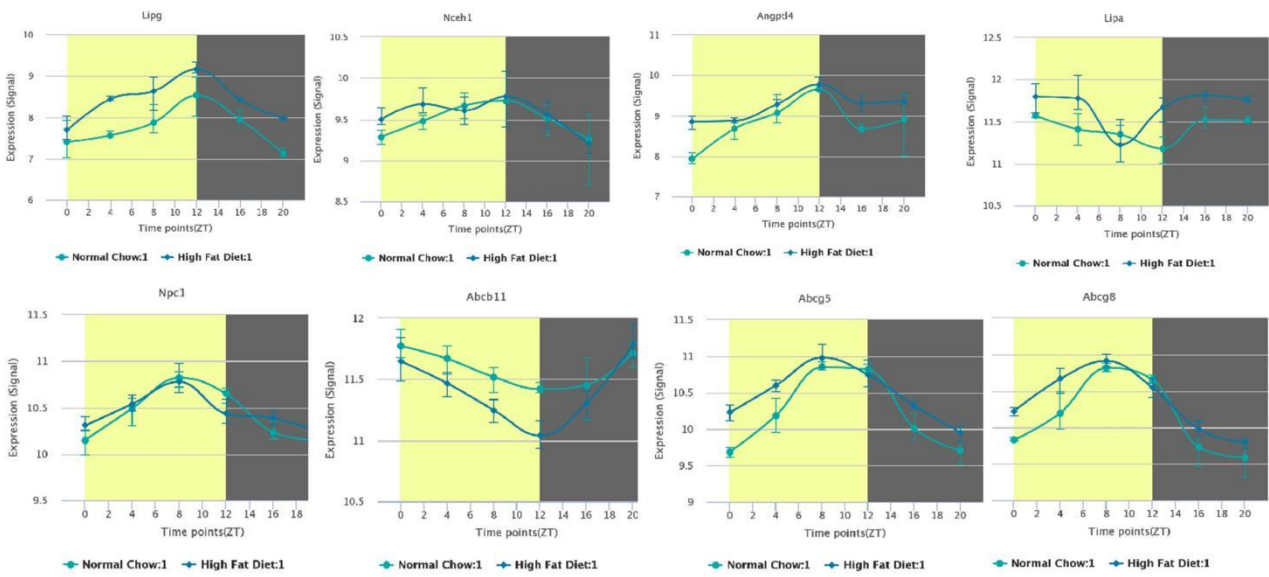 Lipg
10
9
8
7
6
Expression (Signal)
0 2 4 6 8 10 12 14 16 18 20
Time points(ZT)
Normal Chow:1 High Fat Diet:1
Nceh1
10.5
10
9.5
9
8.5
Expression (Signal)
0 2 4 6 8 10 12 14 16 18 20
Time points(ZT)
Normal Chow:1 High Fat Diet:1
Angptl4
11
10
9
8
7
Expression (Signal)
0 2 4 6 8 10 12 14 16 18 20
Time points(ZT)
Normal Chow:1 High Fat Diet:1
Lipa
12.5
12
11.5
11
10.5
Expression (Signal)
0 2 4 6 8 10 12 14 16 18 20
Time points(ZT)
Normal Chow:1 High Fat Diet:1
Npc1
11.5
11
10.5
10
9.5
Expression (Signal)
0 2 4 6 8 10 12 14 16 18
Time points(ZT)
Normal Chow:1 High Fat Diet:1
Abcb11
12
11.5
11
10.5
Expression (Signal)
0 2 4 6 8 10 12 14 16 18 20
Time points(ZT)
Normal Chow:1 High Fat Diet:1
Abcg5
11.5
11
10.5
10
9.5
9
Expression (Signal)
0 2 4 6 8 10 12 14 16 18 20
Time points(ZT)
Normal Chow:1 High Fat Diet:1
Abcg8
0 2 4 6 8 10 12 14 16 18 20
Time points(ZT)
Normal Chow:1 High Fat Diet:1